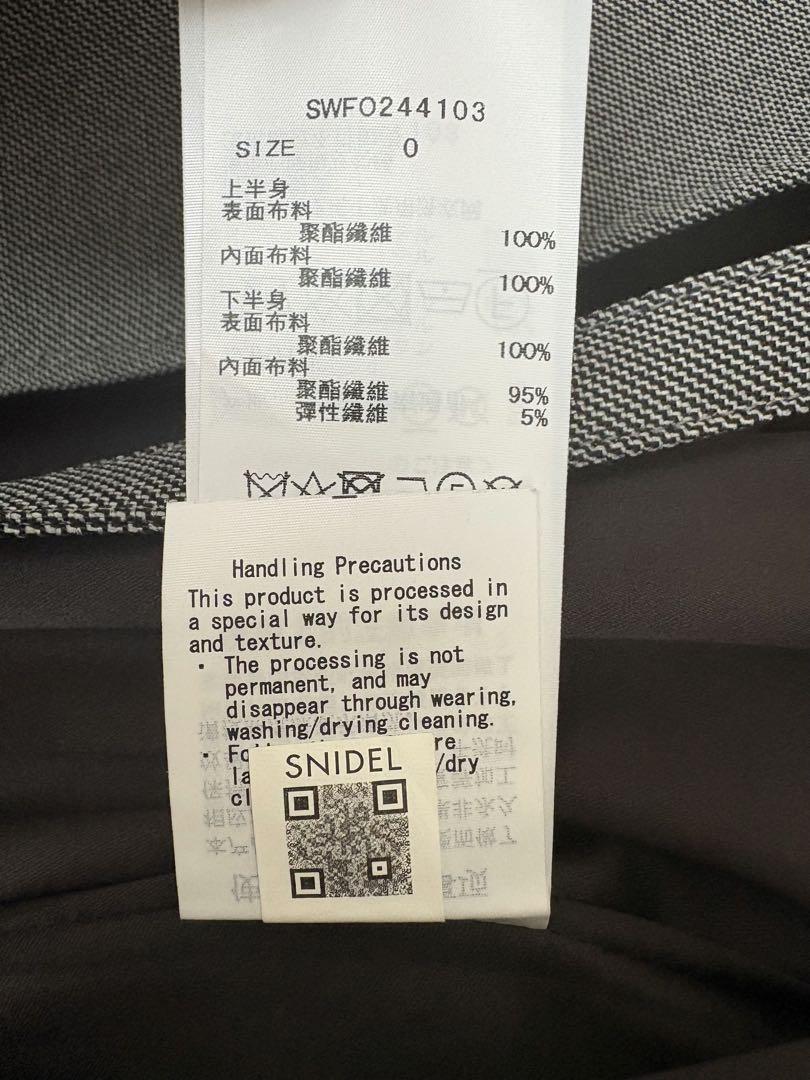 SWFO244103
SIZE 0
上半身
表面布料
聚酯纖維 100%
內面布料
聚酯纖維 100%
下半身
表面布料
聚酯纖維 100%
內面布料
聚酯纖維 95%
彈性纖維 5%
Handling Precautions
This product is processed in
a special way for its design
and texture.
・ The processing is not
permanent, and may
disappear through wearing,
washing/drying cleaning.
SNIDEL
/dry